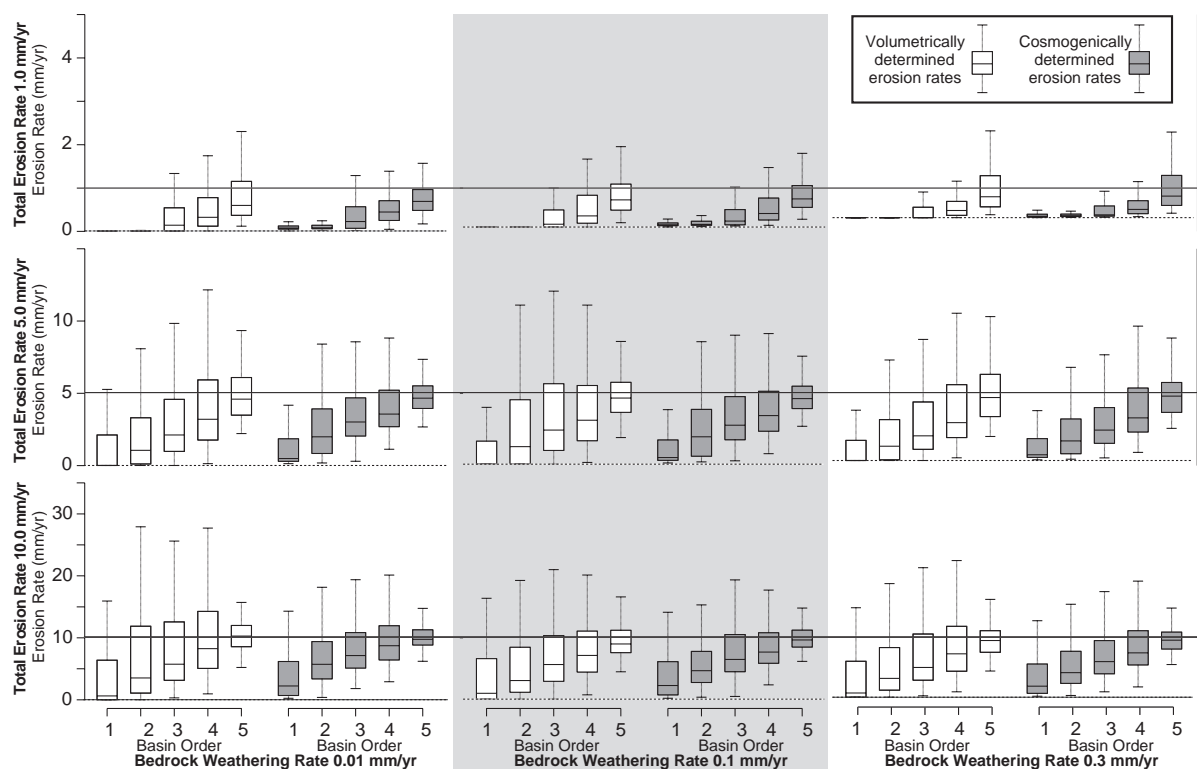 Total Erosion Rate 1.0 mm/yr
Erosion Rate (mm/yr)
4
2
0
Volumetrically
determined
erosion rates
Cosmogenically
determined
erosion rates
Total Erosion Rate 5.0 mm/yr
Erosion Rate (mm/yr)
10
5
0
Total Erosion Rate 10.0 mm/yr
Erosion Rate (mm/yr)
30
20
10
0
1 2 3 4 5 1 2 3 4 5 1 2 3 4 5 1 2 3 4 5 1 2 3 4 5 1 2 3 4 5
Basin Order Basin Order Basin Order Basin Order Basin Order Basin Order
Bedrock Weathering Rate 0.01 mm/yr Bedrock Weathering Rate 0.1 mm/yr Bedrock Weathering Rate 0.3 mm/yr